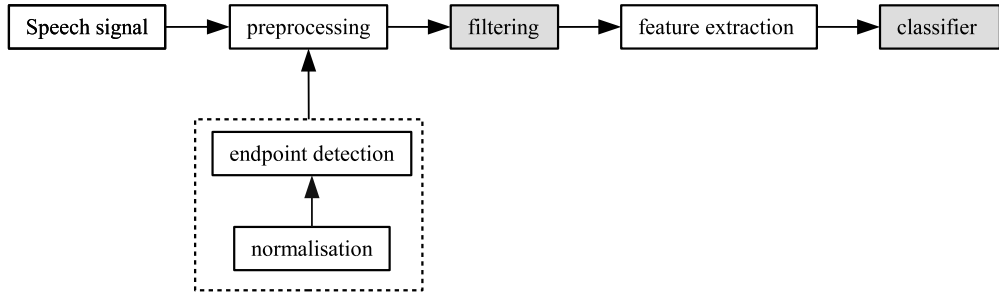 Speech signal
preprocessing
filtering
feature extraction
classifier
endpoint detection
normalisation